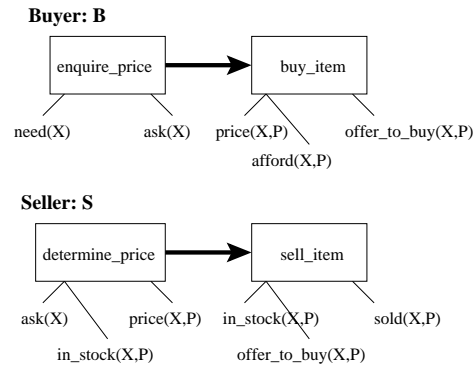 Buyer: B
enquire_price buy_item
need(X) ask(X) price(X,P) offer_to_buy(X,P)
afford(X,P)
Seller: S
determine_price sell_item
ask(X) price(X,P) in_stock(X,P) sold(X,P)
in_stock(X,P) offer_to_buy(X,P)